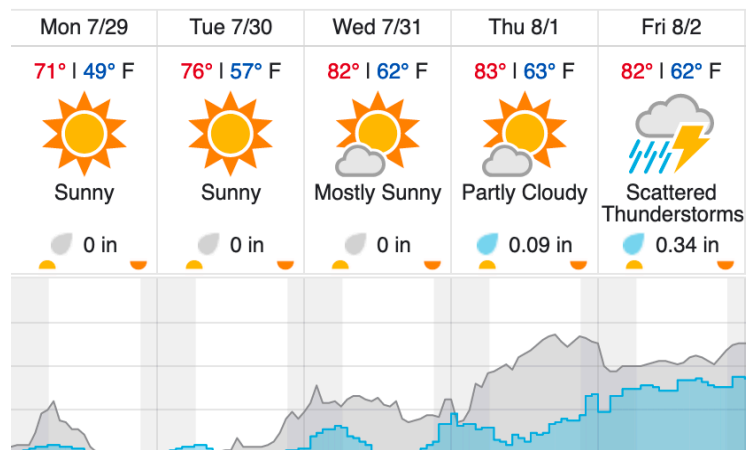 Mon 7/29 Tue 7/30 Wed 7/31 Thu 8/1 Fri 8/2
71° | 49° F 76° | 57° F 82° | 62° F 83° | 63° F 82° | 62° F
Sunny Sunny Mostly Sunny Partly Cloudy Scattered
Thunderstorms
0 in 0 in 0 in 0.09 in 0.34 in